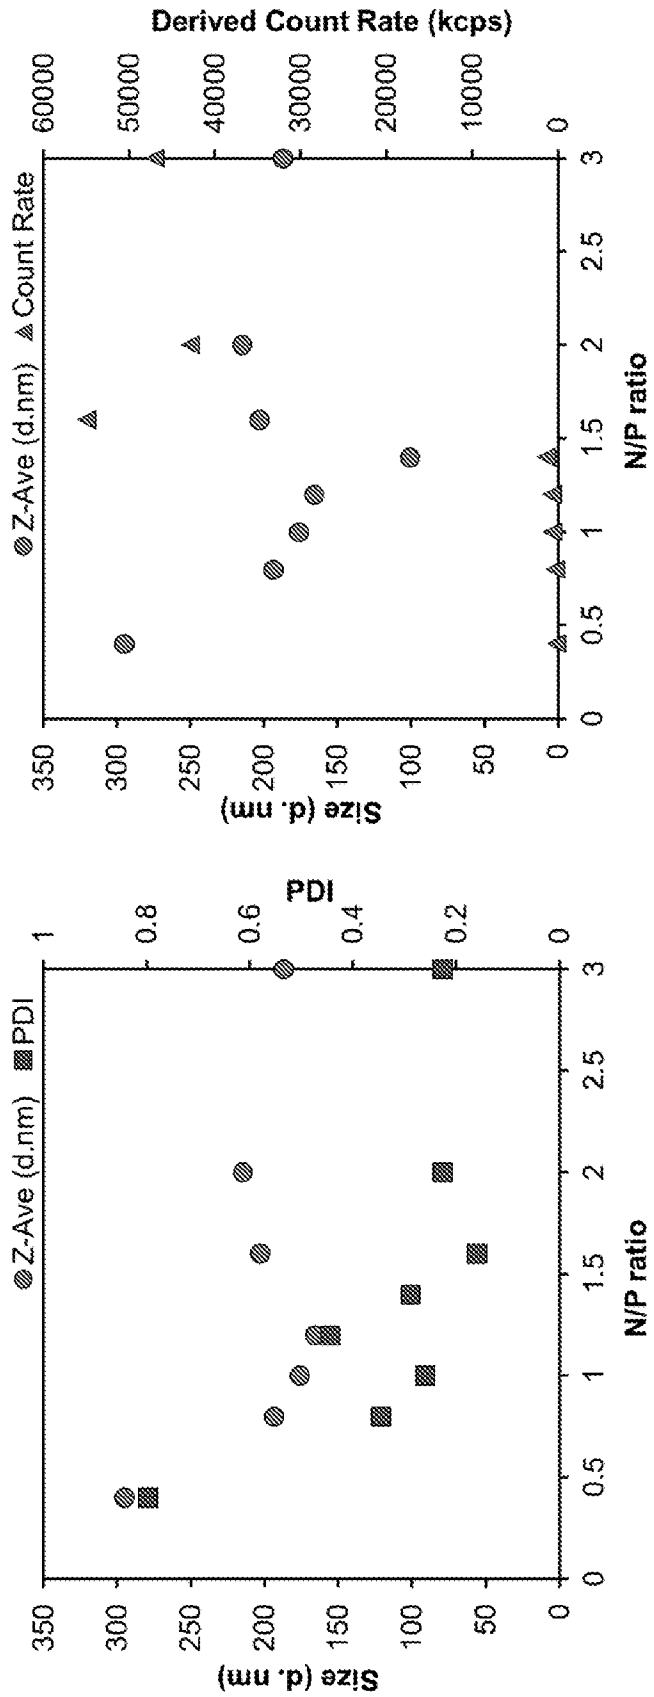 Z-Ave (d.nm) PDI
Size (d. nm)
350
300
250
200
150
100
50
0
PDI
1
0.8
0.6
0.4
0.2
0
0 0.5 1 1.5 2 2.5 3
N/P ratio
Z-Ave (d.nm) Count Rate
Size (d. nm)
350
300
250
200
150
100
50
0
Derived Count Rate (kcps)
60000
50000
40000
30000
20000
10000
0
0 0.5 1 1.5 2 2.5 3
N/P ratio